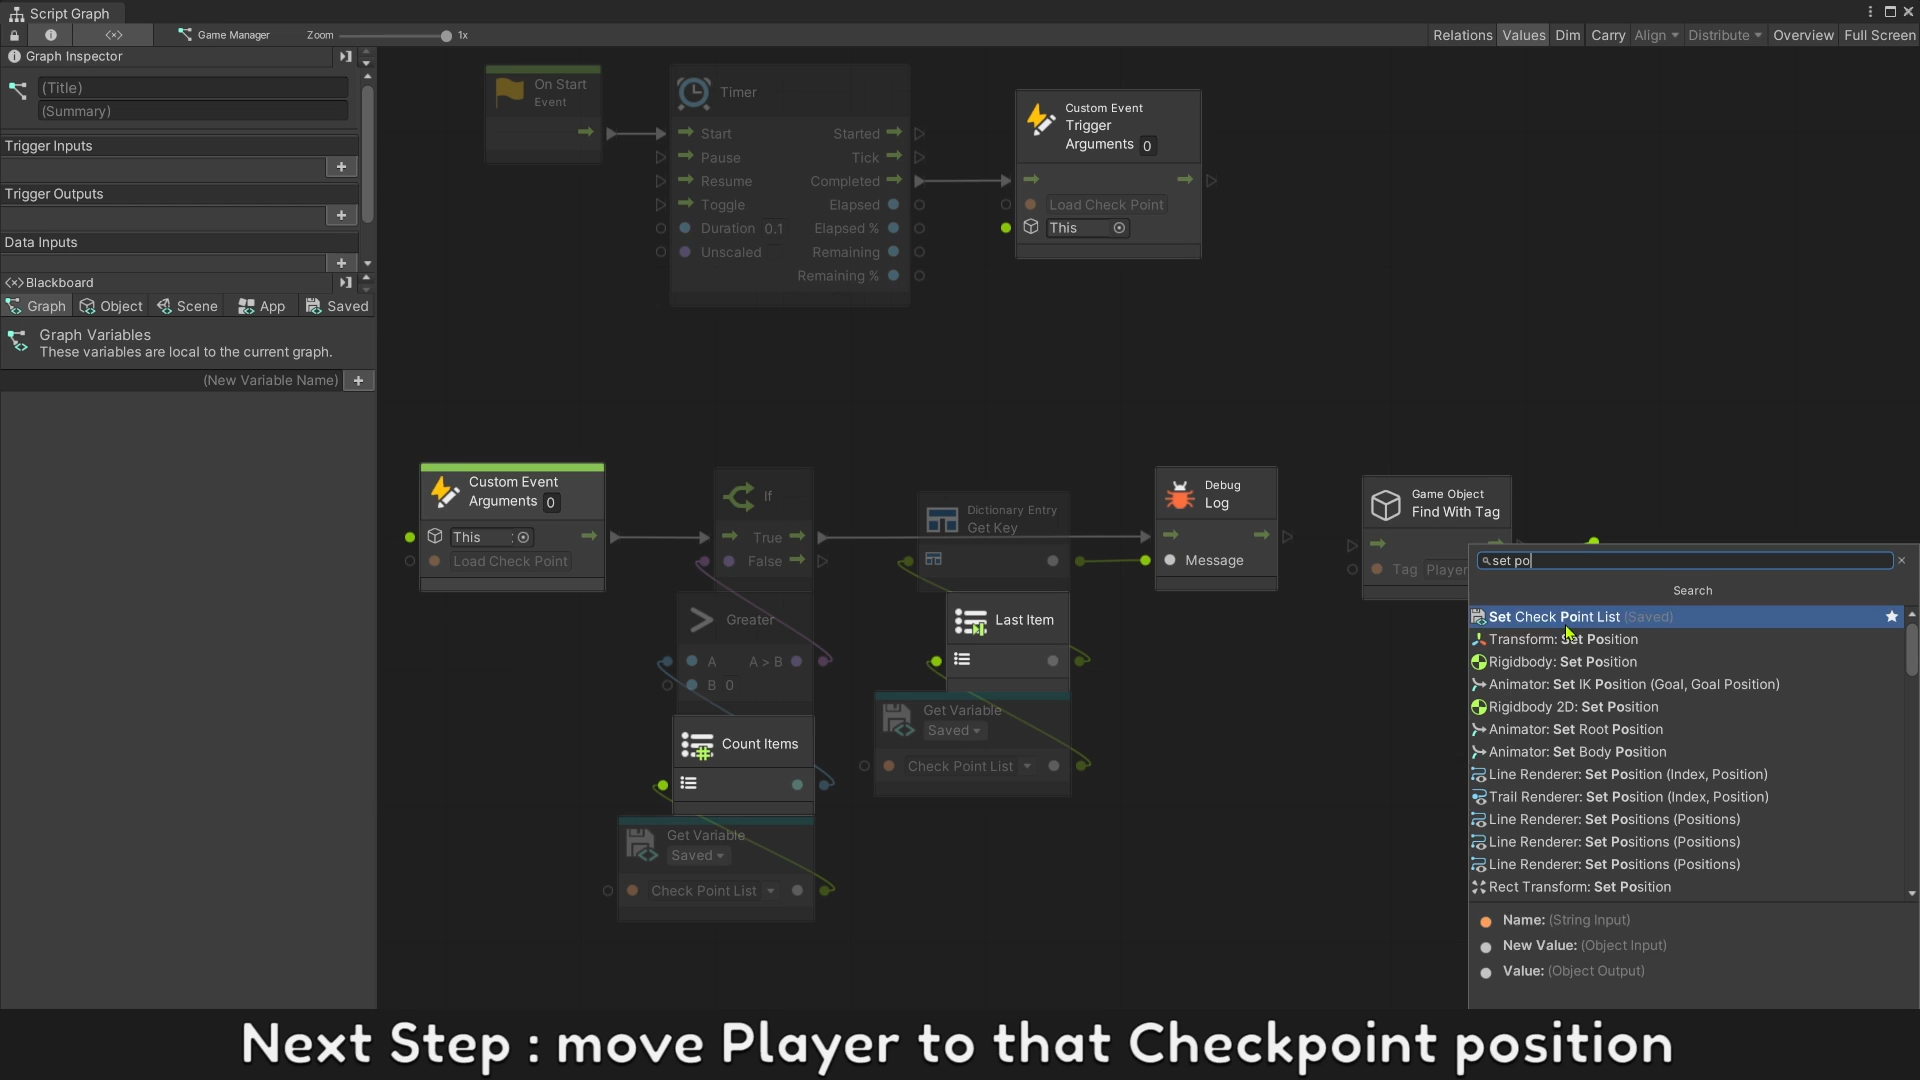 Script Graph
Game Manager
Zoom
1x
Relations
Values
Dim
Carry
Align
Distribute
Overview
Full Screen
Graph Inspector
(Title)
(Summary)
Trigger Inputs
Trigger Outputs
Data Inputs
Blackboard
Graph
Object
Scene
App
Saved
Graph Variables
These variables are local to the current graph.
(New Variable Name)
On Start
Event
Timer
Start
Started
Pause
Tick
Resume
Completed
Toggle
Elapsed
Duration 0.1
Elapsed %
Unscaled
Remaining
Remaining %
Custom Event
Trigger
Arguments 0
Load Check Point
This
Custom Event
Arguments 0
This
Load Check Point
If
True
False
Greater
A
A > B
B 0
Count Items
Get Variable
Saved
Check Point List
Dictionary Entry
Get Key
Last Item
Get Variable
Saved
Check Point List
Debug
Log
Message
Game Object
Find With Tag
Tag Player
set po
Search
Set Check Point List (Saved)
Transform: Set Position
Rigidbody: Set Position
Animator: Set IK Position (Goal, Goal Position)
Rigidbody 2D: Set Position
Animator: Set Root Position
Animator: Set Body Position
Line Renderer: Set Position (Index, Position)
Trail Renderer: Set Position (Index, Position)
Line Renderer: Set Positions (Positions)
Line Renderer: Set Positions (Positions)
Line Renderer: Set Positions (Positions)
Rect Transform: Set Position
Name: (String Input)
New Value: (Object Input)
Value: (Object Output)
Next Step : move Player to that Checkpoint position